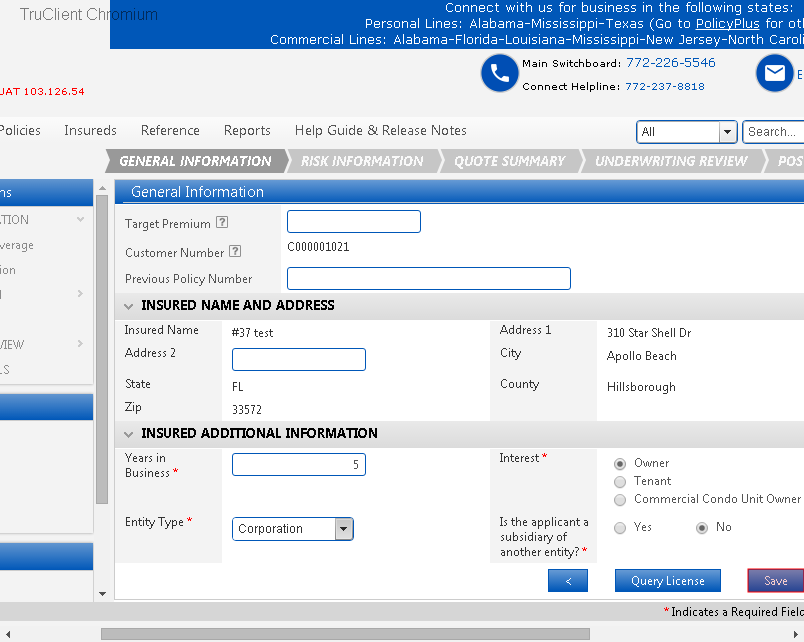 TruClient Chromium
Connect with us for business in the following states:
Personal Lines: Alabama-Mississippi-Texas (Go to PolicyPlus for oth
Commercial Lines: Alabama-Florida-Louisiana-Mississippi-New Jersey-North Caroli
Main Switchboard: 772-226-5546
Connect Helpline: 772-237-8818
E
UAT 103.126.54
Policies Insureds Reference Reports Help Guide & Release Notes
All Search...
GENERAL INFORMATION RISK INFORMATION QUOTE SUMMARY UNDERWRITING REVIEW POS
ns
ATION
verage
ion
VIEW
LS
General Information
Target Premium ?
Customer Number ? C000001021
Previous Policy Number
INSURED NAME AND ADDRESS
Insured Name #37 test Address 1 310 Star Shell Dr
Address 2 City Apollo Beach
State FL County Hillsborough
Zip 33572
INSURED ADDITIONAL INFORMATION
Years in
Business * 5
Interest * Owner
Tenant
Commercial Condo Unit Owner
Entity Type * Corporation
Is the applicant a
subsidiary of
another entity? *
Yes No
< Query License Save
* Indicates a Required Field